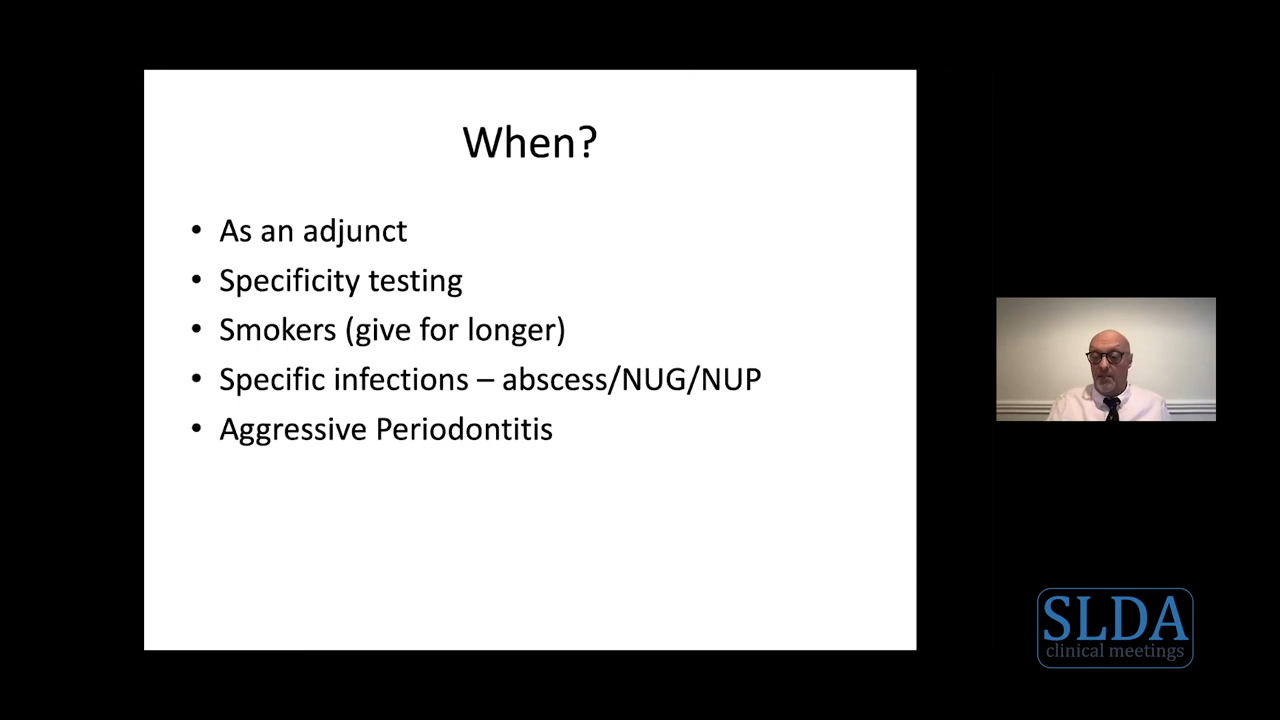 When?
• As an adjunct
• Specificity testing
• Smokers (give for longer)
• Specific infections – abscess/NUG/NUP
• Aggressive Periodontitis
SLDA
clinical meetings